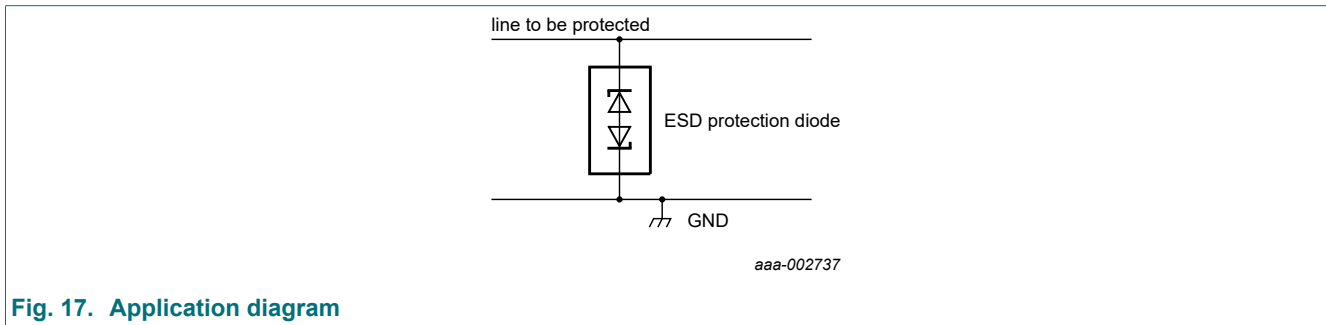 line to be protected
ESD protection diode
GND
aaa-002737
Fig. 17. Application diagram